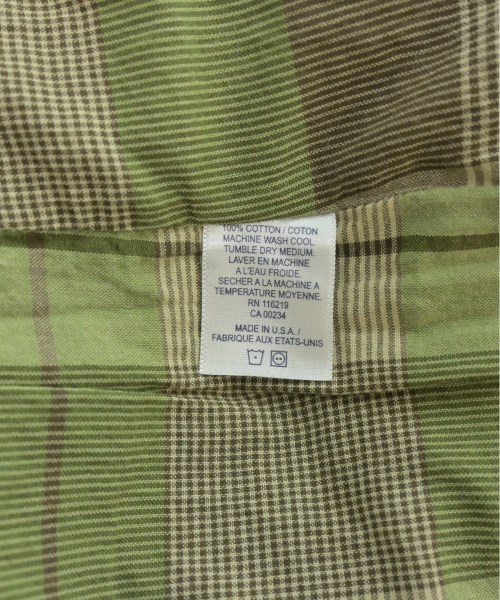 100% COTTON / COTON
MACHINE WASH COOL
TUMBLE DRY MEDIUM.
LAVER EN MACHINE
A L'EAU FROIDE.
SECHER A LA MACHINE A
TEMPERATURE MOYENNE.
RN 116219
CA 00234
MADE IN U.S.A./
FABRIQUE AUX ETATS-UNIS